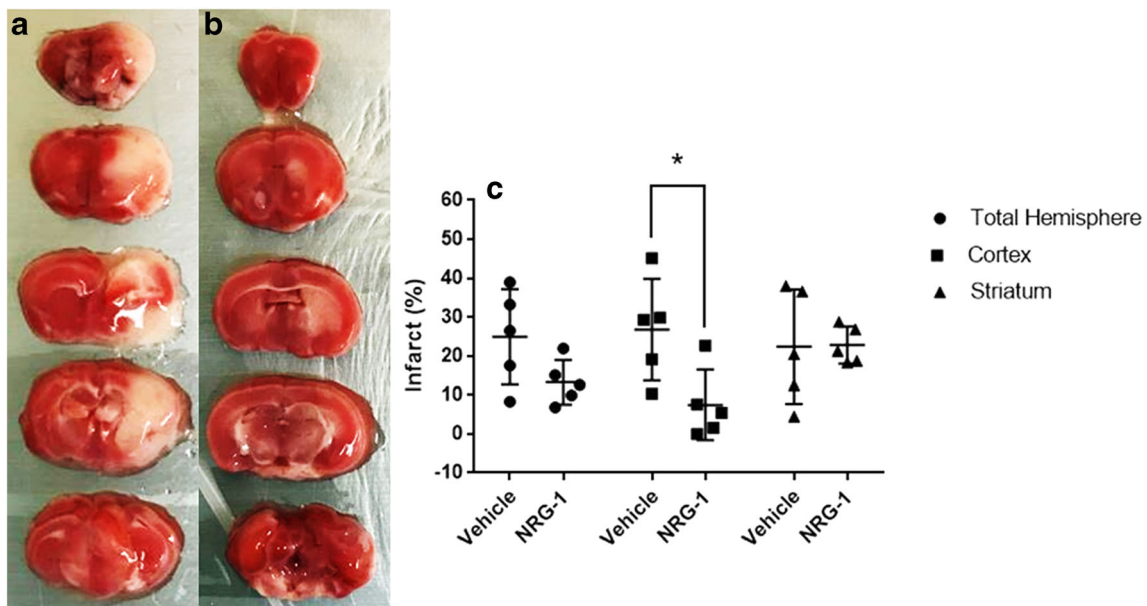 a
b
c
*
60
50
40
30
20
10
0
-10
Infarct (%)
Vehicle
NRG-1
Vehicle
NRG-1
Vehicle
NRG-1
Total Hemisphere
Cortex
Striatum